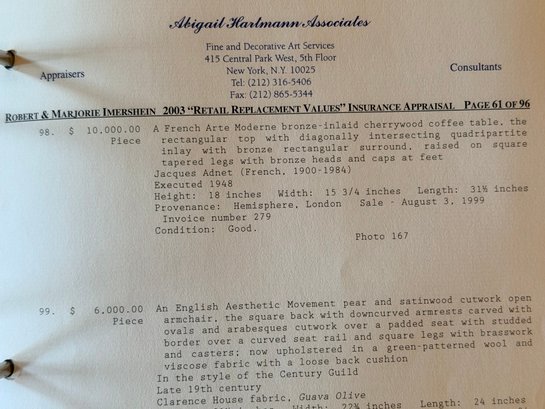 Abigail Hartmann Associates
Fine and Decorative Art Services
415 Central Park West, 5th Floor
Appraisers New York, N.Y. 10025 Consultants
Tel: (212) 316-5406
Fax: (212) 865-5344
ROBERT & MARJORIE IMERSHEIN 2003 "RETAIL REPLACEMENT VALUES" INSURANCE APPRAISAL PAGE 61 OF 96
98. $ 10,000.00 A French Arte Moderne bronze-inlaid cherrywood coffee table, the
Piece rectangular top with diagonally intersecting quadripartite
inlay with bronze rectangular surround, raised on square
tapered legs with bronze heads and caps at feet
Jacques Adnet (French, 1900-1984)
Executed 1948
Height: 18 inches Width: 15 3/4 inches Length: 31½ inches
Provenance: Hemisphere, London Sale - August 3, 1999
Invoice number 279
Condition: Good.
Photo 167
99. $ 6,000.00 An English Aesthetic Movement pear and satinwood cutwork open
Piece armchair, the square back with downcurved armrests carved with
ovals and arabesques cutwork over a padded seat with studded
border over a curved seat rail and square legs with brasswork
and casters; now upholstered in a green-patterned wool and
viscose fabric with a loose back cushion
In the style of the Century Guild
Late 19th century
Clarence House fabric, Guava Olive
inches Width: 22¾ inches Length: 24 inches